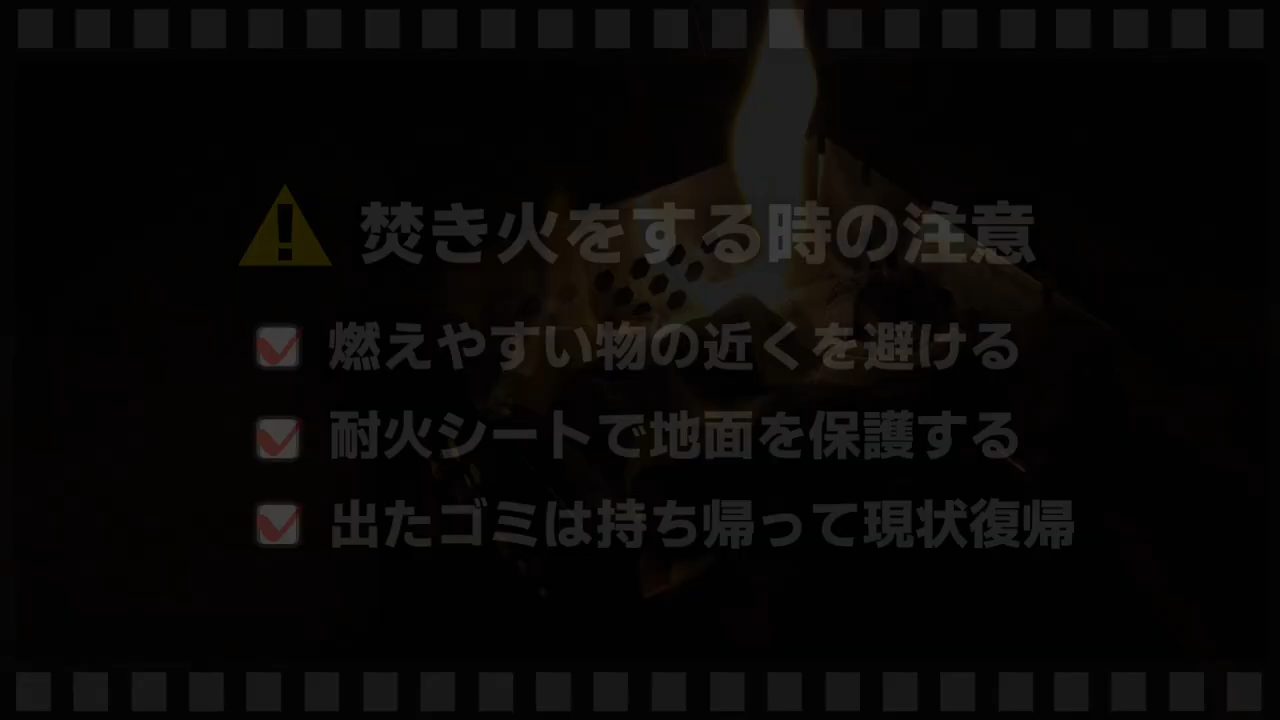 焚き火をする時の注意
燃えやすい物の近くを避ける
耐火シートで地面を保護する
出たゴミは持ち帰って現状復帰